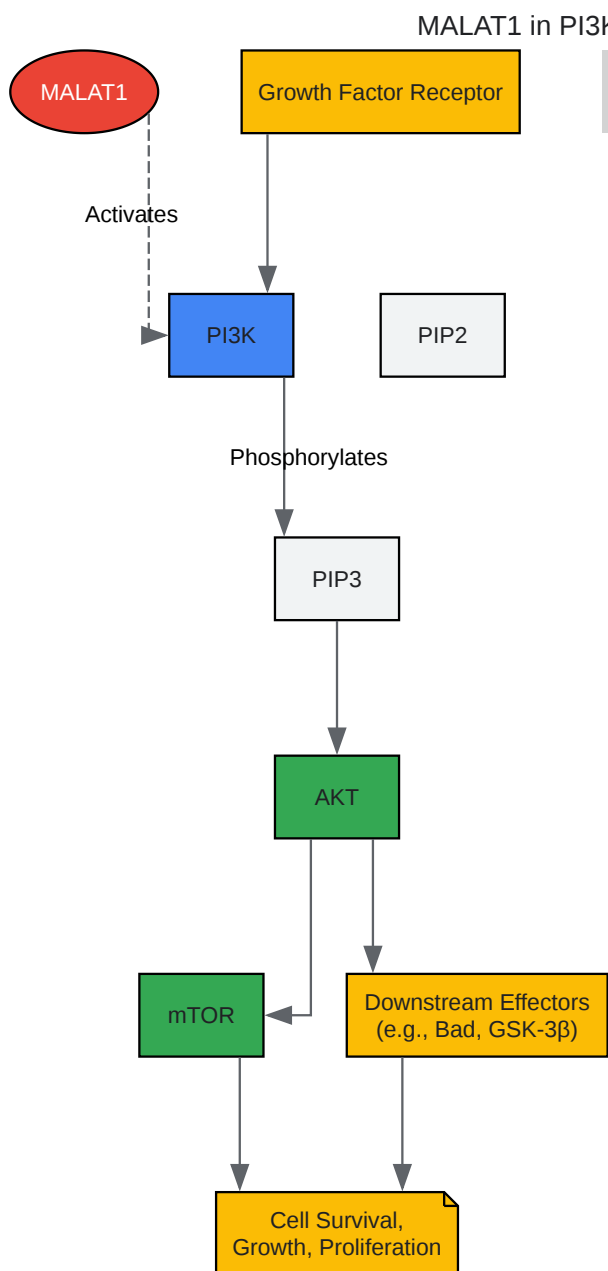 MALAT1 in PI3K
MALAT1
Growth Factor Receptor
Activates
PI3K
PIP2
Phosphorylates
PIP3
AKT
mTOR
Downstream Effectors
(e.g., Bad, GSK-3β)
Cell Survival,
Growth, Proliferation